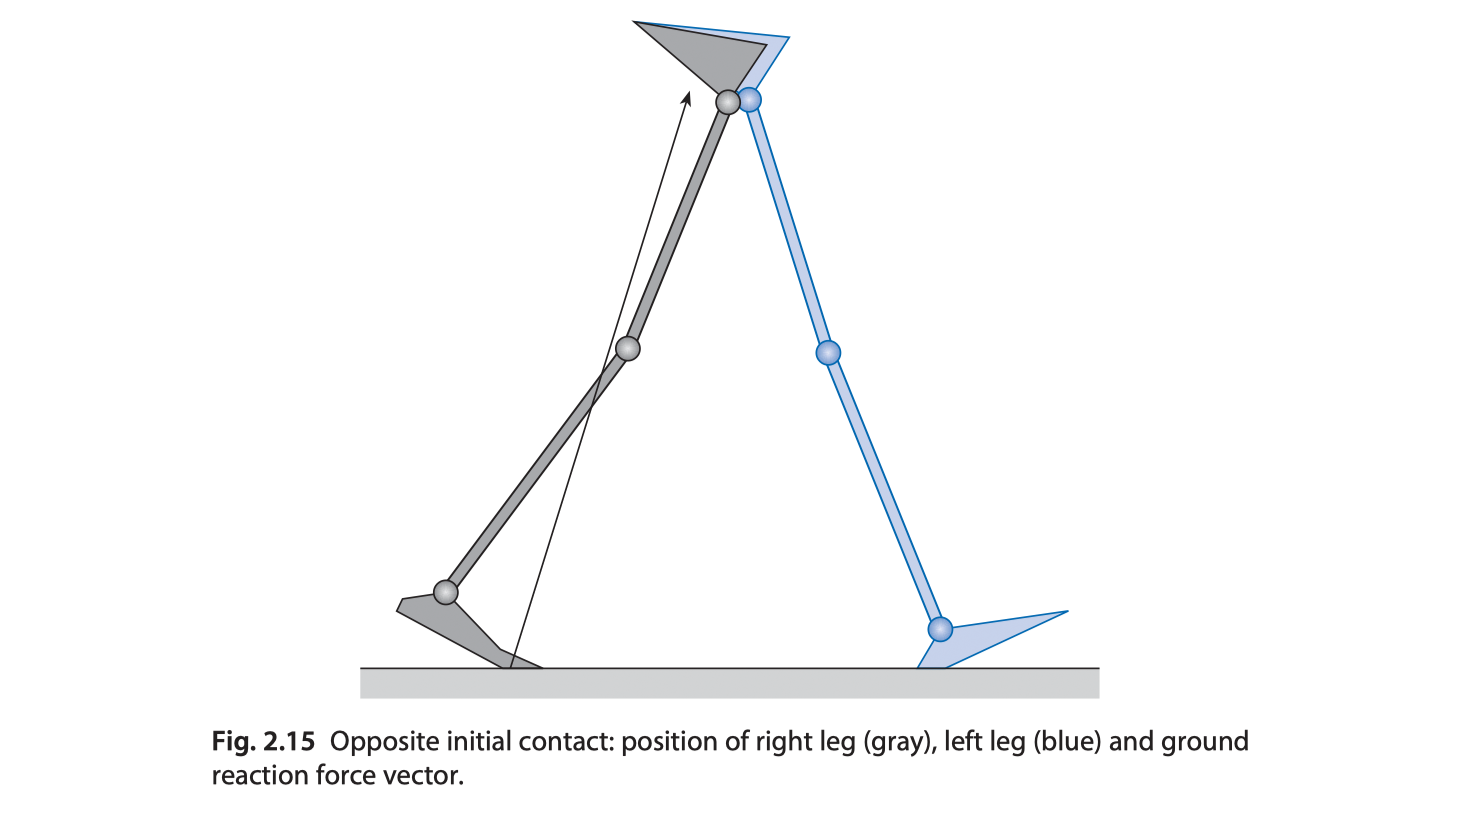 Fig. 2.15 Opposite initial contact: position of right leg (gray), left leg (blue) and ground
reaction force vector.